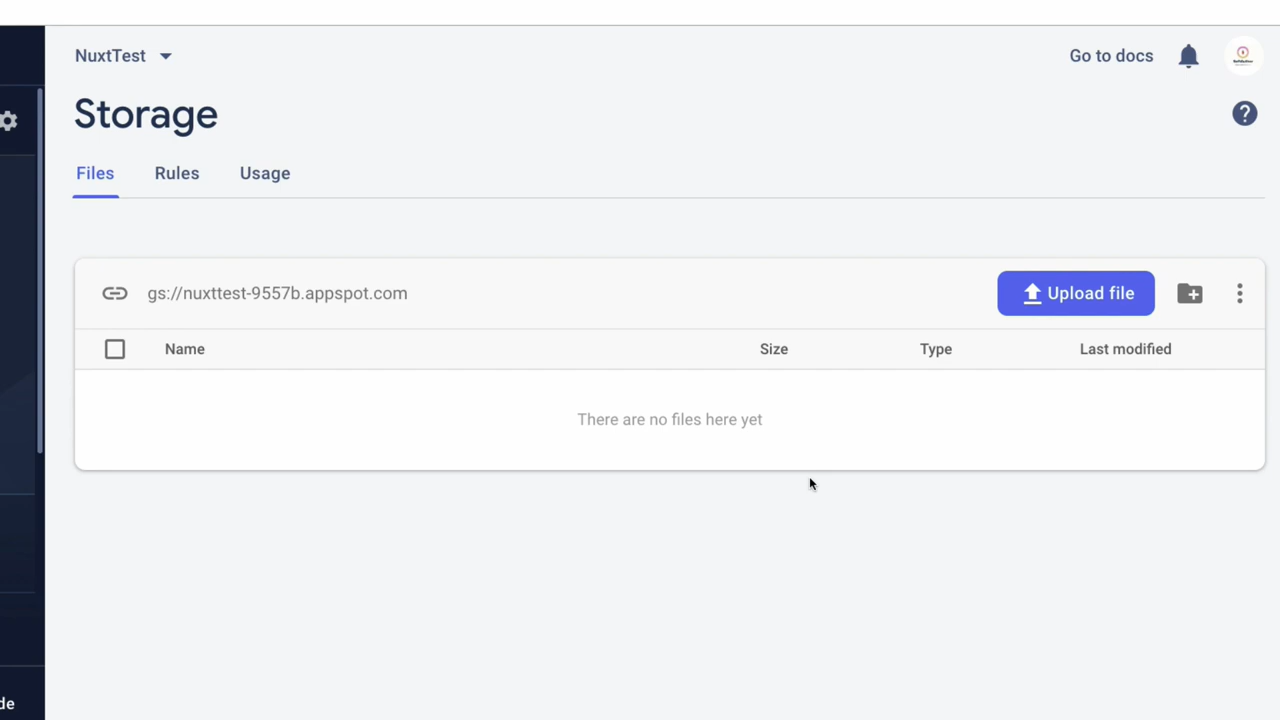 NuxtTest
Go to docs
Storage
Files Rules Usage
gs://nuxttest-9557b.appspot.com
Upload file
Name Size Type Last modified
There are no files here yet
de